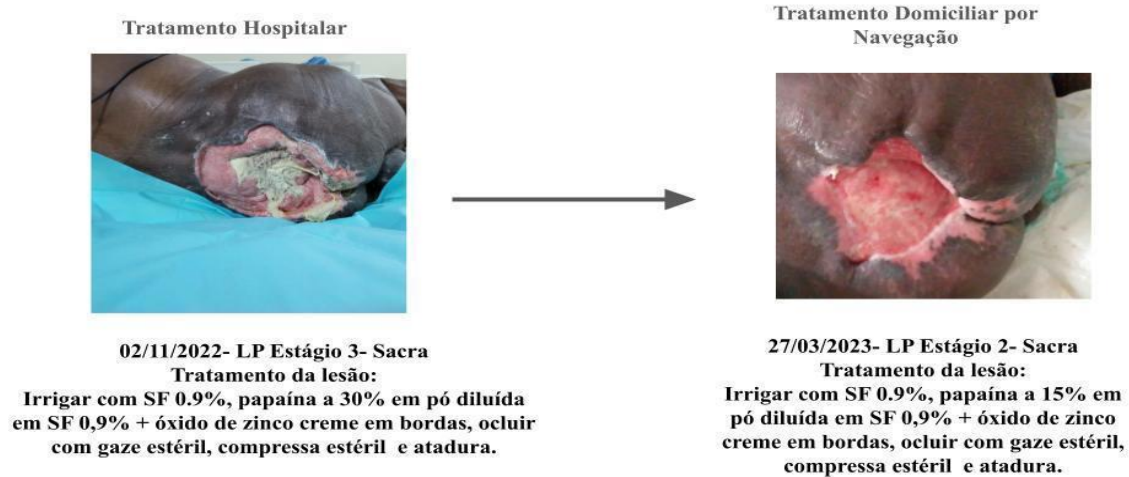 Tratamento Hospitalar
Tratamento Domiciliar por
Navegação
02/11/2022- LP Estágio 3- Sacra
Tratamento da lesão:
Irrigar com SF 0.9%, papaína a 30% em pó diluída
em SF 0,9% + óxido de zinco creme em bordas, ocluir
com gaze estéril, compressa estéril e atadura.
27/03/2023- LP Estágio 2- Sacra
Tratamento da lesão:
Irrigar com SF 0.9%, papaína a 15% em
pó diluída em SF 0,9% + óxido de zinco
creme em bordas, ocluir com gaze estéril,
compressa estéril e atadura.